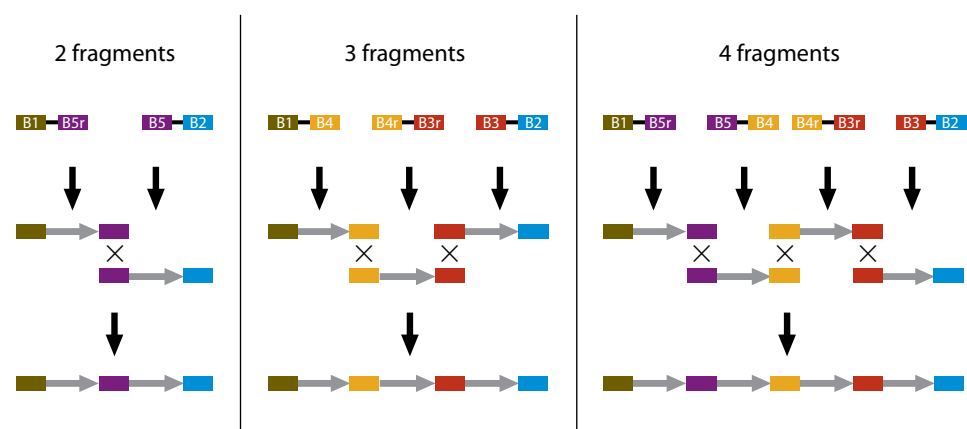 2 fragments
3 fragments
4 fragments
B1 B5r B5 B2
B1 B4 B4r B3r B3 B2
B1 B5r B5 B4 B4r B3r B3 B2